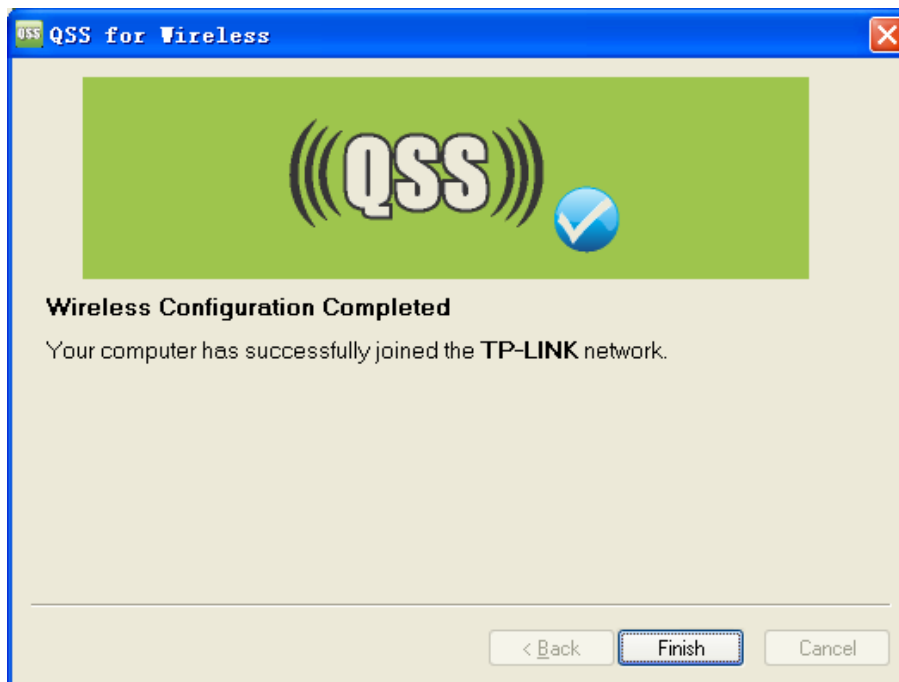 QSS QSS for Wireless
(((QSS)))
Wireless Configuration Completed
Your computer has successfully joined the TP-LINK network.
< Back Finish Cancel